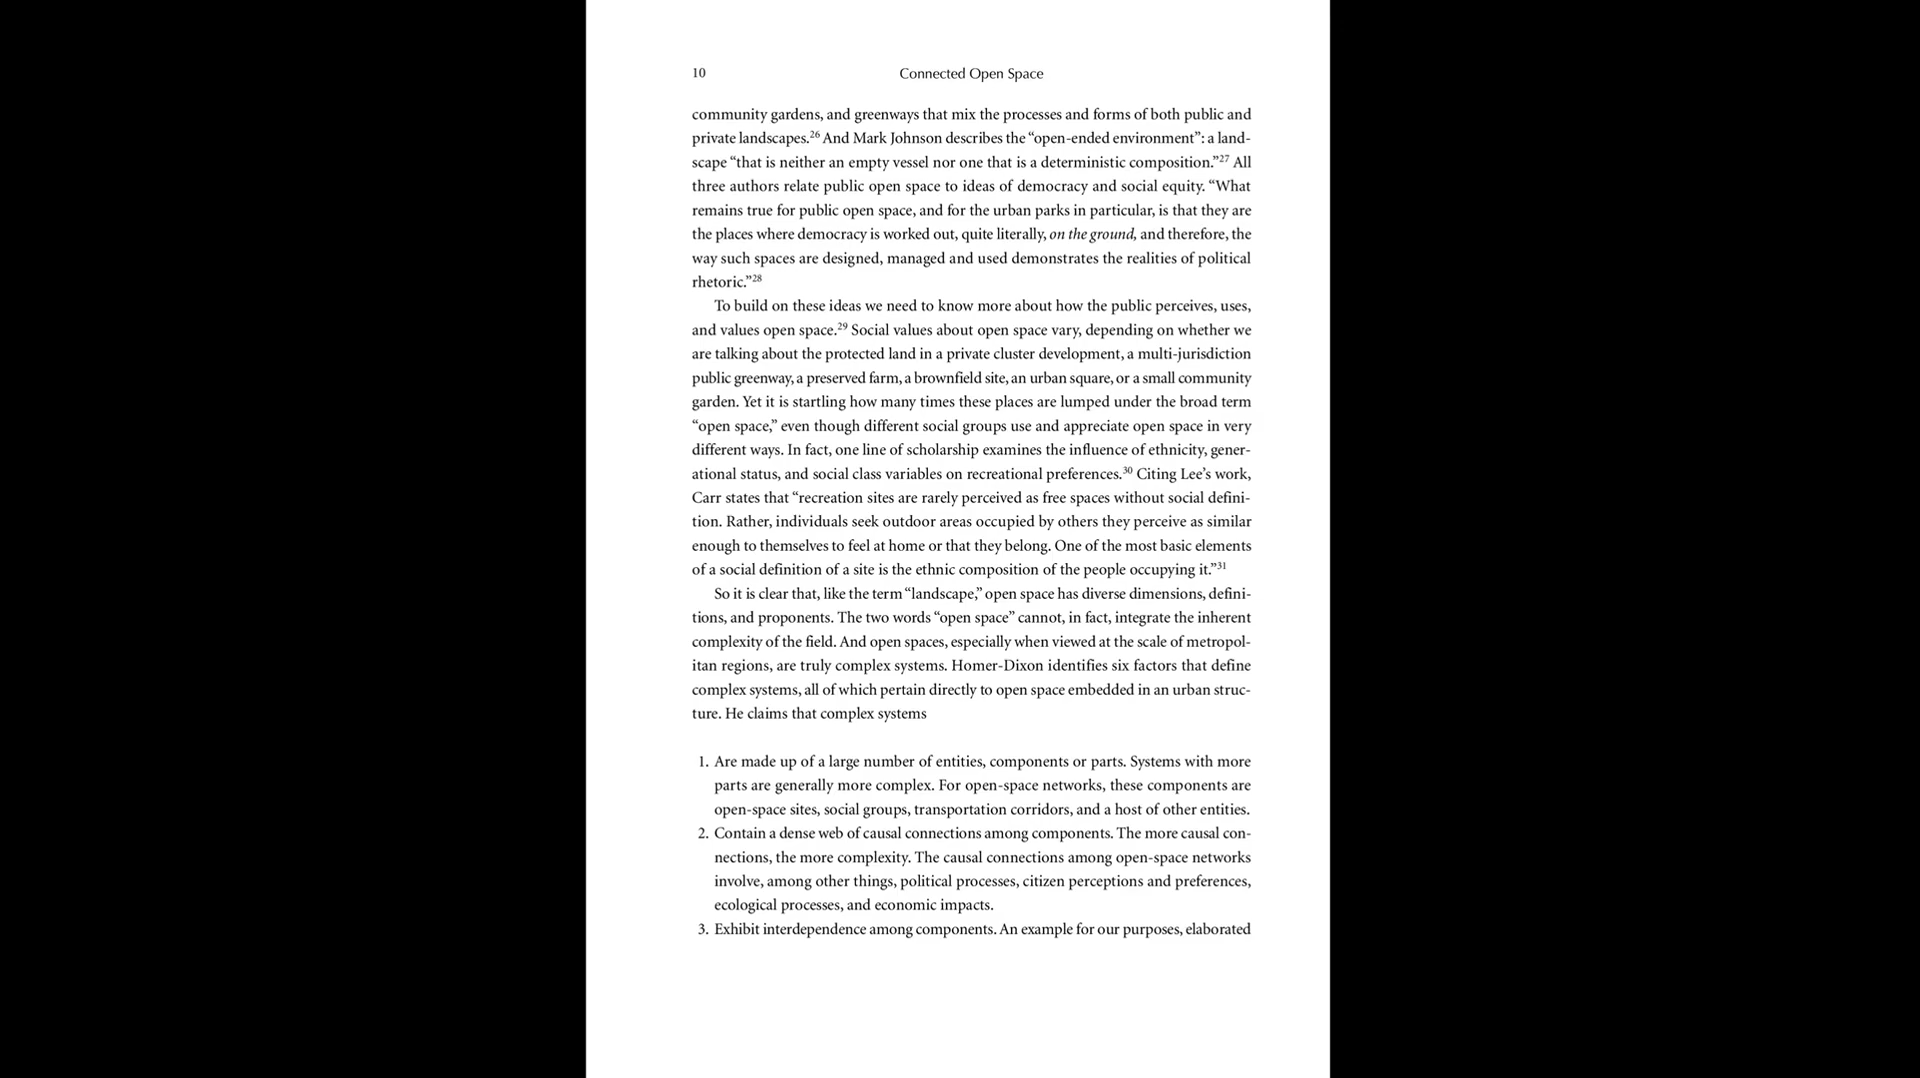 10
Connected Open Space
community gardens, and greenways that mix the processes and forms of both public and
private landscapes.26 And Mark Johnson describes the “open-ended environment”: a land-
scape “that is neither an empty vessel nor one that is a deterministic composition.”27 All
three authors relate public open space to ideas of democracy and social equity. “What
remains true for public open space, and for the urban parks in particular, is that they are
the places where democracy is worked out, quite literally, on the ground, and therefore, the
way such spaces are designed, managed and used demonstrates the realities of political
rhetoric.”28
To build on these ideas we need to know more about how the public perceives, uses,
and values open space.29 Social values about open space vary, depending on whether we
are talking about the protected land in a private cluster development, a multi-jurisdiction
public greenway, a preserved farm, a brownfield site, an urban square, or a small community
garden. Yet it is startling how many times these places are lumped under the broad term
“open space,” even though different social groups use and appreciate open space in very
different ways. In fact, one line of scholarship examines the influence of ethnicity, gener-
ational status, and social class variables on recreational preferences.30 Citing Lee’s work,
Carr states that “recreation sites are rarely perceived as free spaces without social defini-
tion. Rather, individuals seek outdoor areas occupied by others they perceive as similar
enough to themselves to feel at home or that they belong. One of the most basic elements
of a social definition of a site is the ethnic composition of the people occupying it.”31
So it is clear that, like the term “landscape,” open space has diverse dimensions, defini-
tions, and proponents. The two words “open space” cannot, in fact, integrate the inherent
complexity of the field. And open spaces, especially when viewed at the scale of metropol-
itan regions, are truly complex systems. Homer-Dixon identifies six factors that define
complex systems, all of which pertain directly to open space embedded in an urban struc-
ture. He claims that complex systems
1. Are made up of a large number of entities, components or parts. Systems with more
parts are generally more complex. For open-space networks, these components are
open-space sites, social groups, transportation corridors, and a host of other entities.
2. Contain a dense web of causal connections among components. The more causal con-
nections, the more complexity. The causal connections among open-space networks
involve, among other things, political processes, citizen perceptions and preferences,
ecological processes, and economic impacts.
3. Exhibit interdependence among components. An example for our purposes, elaborated